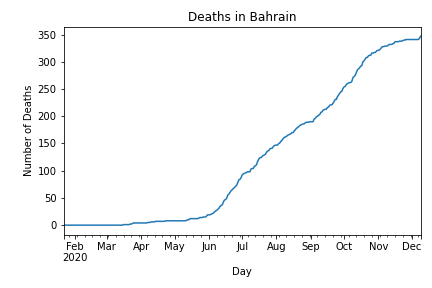 Deaths in Bahrain
Number of Deaths
350
300
250
200
150
100
50
0
Feb Mar Apr May Jun Jul Aug Sep Oct Nov Dec
2020
Day